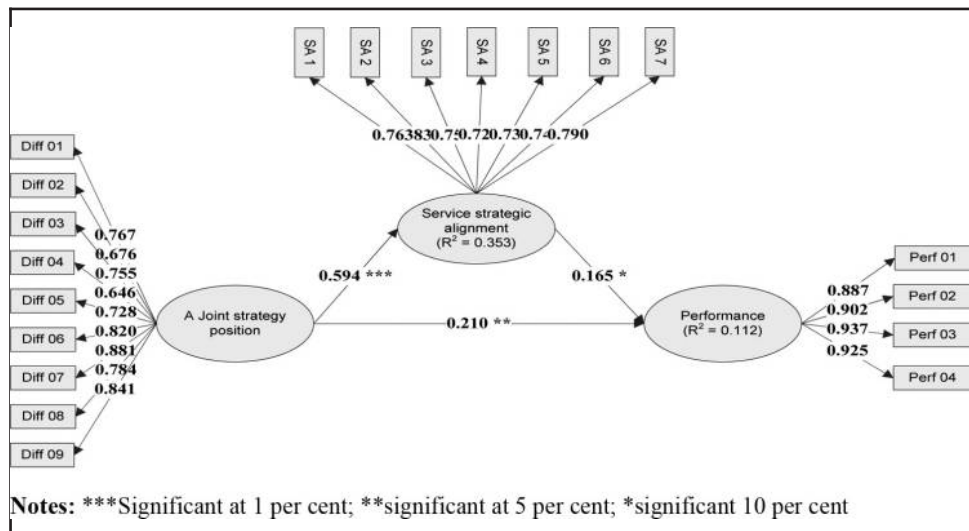 SA 1
SA 2
SA 3
SA 4
SA 5
SA 6
SA 7
0.790
Diff 01
Diff 02
Diff 03
Diff 04
Diff 05
Diff 06
Diff 07
Diff 08
Diff 09
0.767
0.676
0.755
0.646
0.728
0.820
0.881
0.784
0.841
Service strategic
alignment
(R² = 0.353)
0.594 ***
0.165 *
A Joint strategy
position
0.210 **
Performance
(R² = 0.112)
0.887
0.902
0.937
0.925
Perf 01
Perf 02
Perf 03
Perf 04
Notes: ***Significant at 1 per cent; **significant at 5 per cent; *significant 10 per cent